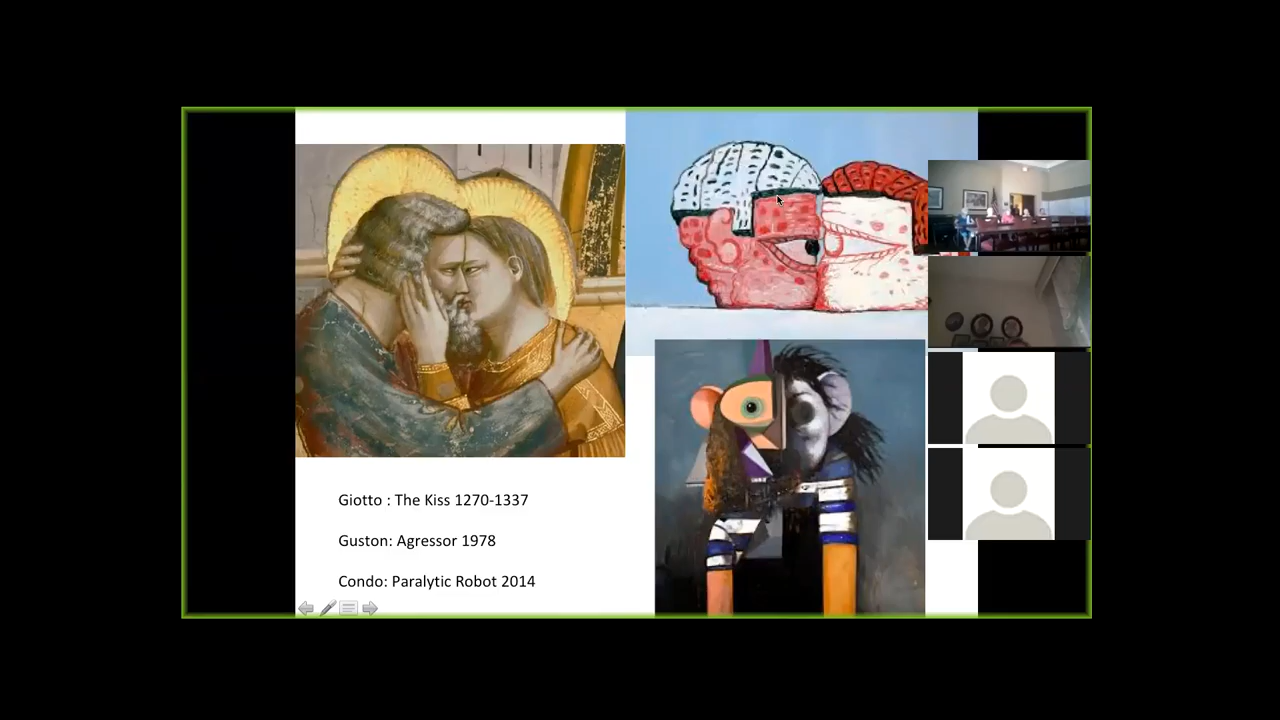 Giotto : The Kiss 1270-1337
Guston: Agressor 1978
Condo: Paralytic Robot 2014